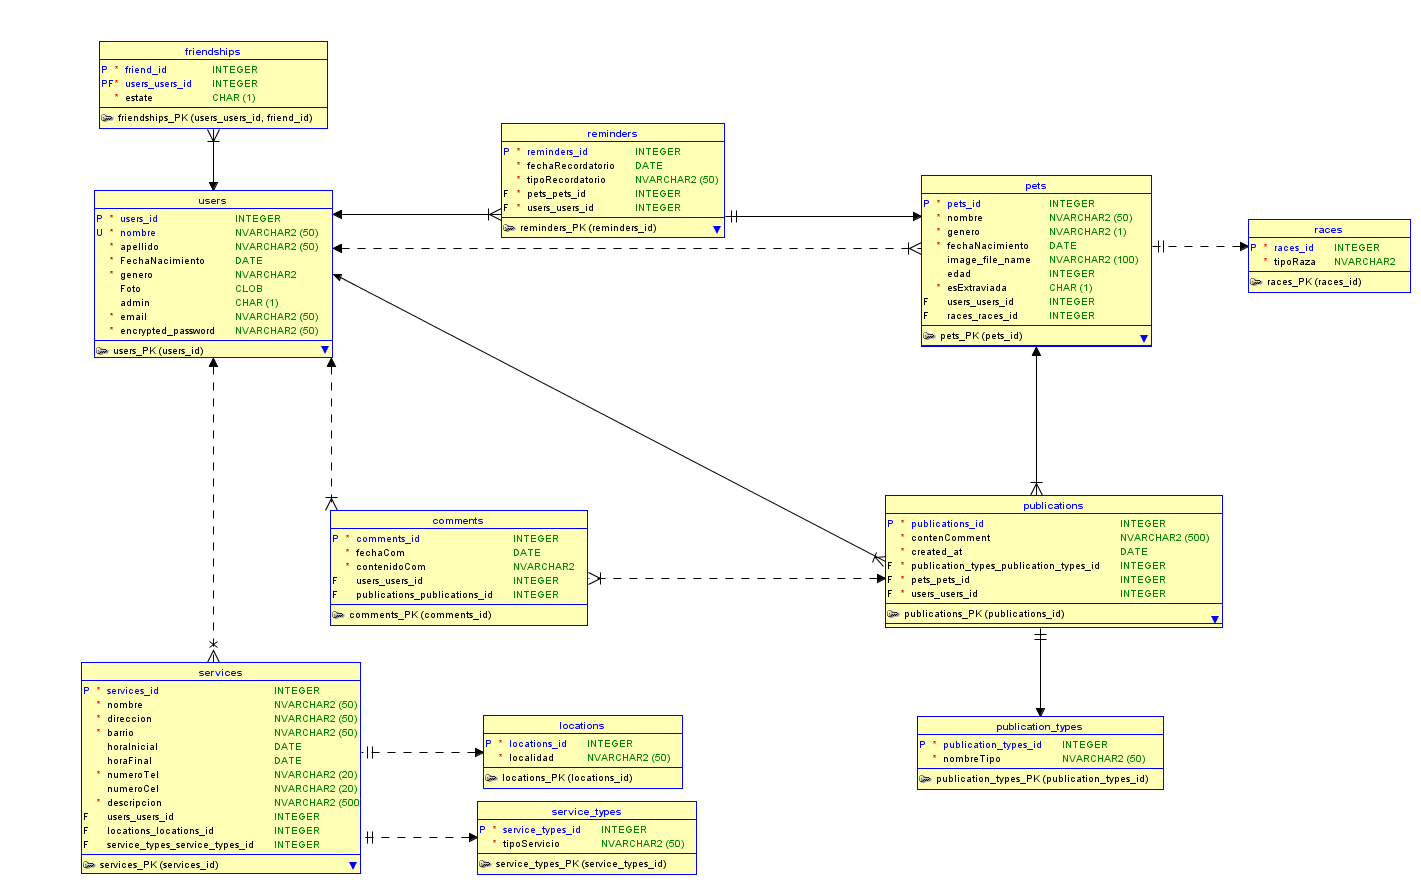 friendships
P * friend_id INTEGER
PF* users_users_id INTEGER
* estate CHAR (1)
friendships_PK (users_users_id, friend_id)
reminders
P * reminders_id INTEGER
* fechaRecordatorio DATE
* tipoRecordatorio NVARCHAR2 (50)
F * pets_pets_id INTEGER
F * users_users_id INTEGER
reminders_PK (reminders_id)
pets
P * pets_id INTEGER
* nombre NVARCHAR2 (50)
* genero NVARCHAR2 (1)
* fechaNacimiento DATE
image_file_name NVARCHAR2 (100)
edad INTEGER
* esExtraviada CHAR (1)
F users_users_id INTEGER
F races_races_id INTEGER
pets_PK (pets_id)
races
P * races_id INTEGER
* tipoRaza NVARCHAR2
races_PK (races_id)
users
P * users_id INTEGER
U * nombre NVARCHAR2 (50)
* apellido NVARCHAR2 (50)
* FechaNacimiento DATE
* genero NVARCHAR2
Foto CLOB
admin CHAR (1)
* email NVARCHAR2 (50)
* encrypted_password NVARCHAR2 (50)
users_PK (users_id)
comments
P * comments_id INTEGER
* fechaCom DATE
* contenidoCom NVARCHAR2
F users_users_id INTEGER
F publications_publications_id INTEGER
comments_PK (comments_id)
publications
P * publications_id INTEGER
* contenComment NVARCHAR2 (500)
* created_at DATE
F * publication_types_publication_types_id INTEGER
F * pets_pets_id INTEGER
F * users_users_id INTEGER
publications_PK (publications_id)
services
P * services_id INTEGER
* nombre NVARCHAR2 (50)
* direccion NVARCHAR2 (50)
* barrio NVARCHAR2 (50)
horaInicial DATE
horaFinal DATE
* numeroTel NVARCHAR2 (20)
numeroCel NVARCHAR2 (20)
* descripcion NVARCHAR2 (500
F users_users_id INTEGER
F locations_locations_id INTEGER
F service_types_service_types_id INTEGER
services_PK (services_id)
locations
P * locations_id INTEGER
* localidad NVARCHAR2 (50)
locations_PK (locations_id)
service_types
P * service_types_id INTEGER
* tipoServicio NVARCHAR2 (50)
service_types_PK (service_types_id)
publication_types
P * publication_types_id INTEGER
* nombreTipo NVARCHAR2 (50)
publication_types_PK (publication_types_id)